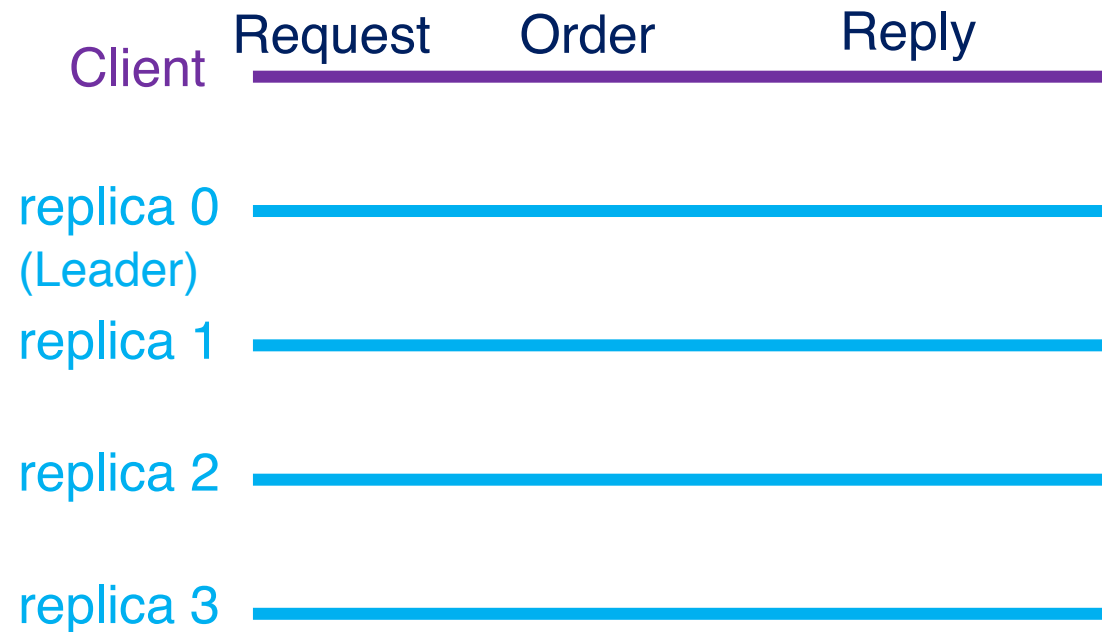 Request Order Reply
Client
replica 0
(Leader)
replica 1
replica 2
replica 3